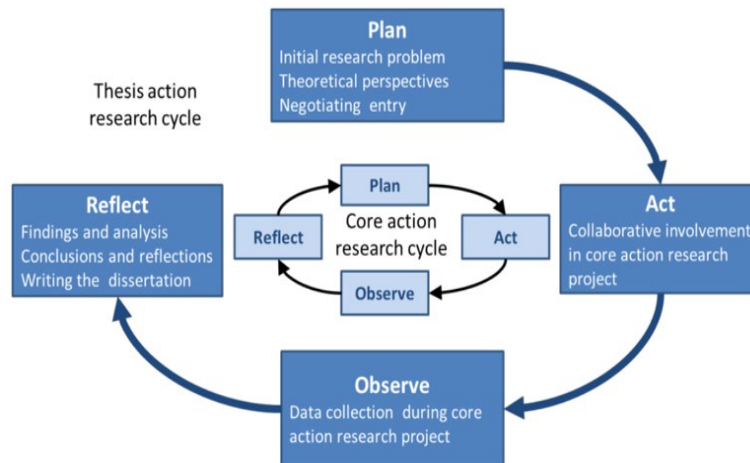 Plan
Initial research problem
Theoretical perspectives
Negotiating entry
Thesis action
research cycle
Plan
Reflect
Findings and analysis
Conclusions and reflections
Writing the dissertation
Reflect
Core action
research cycle
Act
Act
Collaborative involvement
in core action research
project
Observe
Observe
Data collection during core
action research project